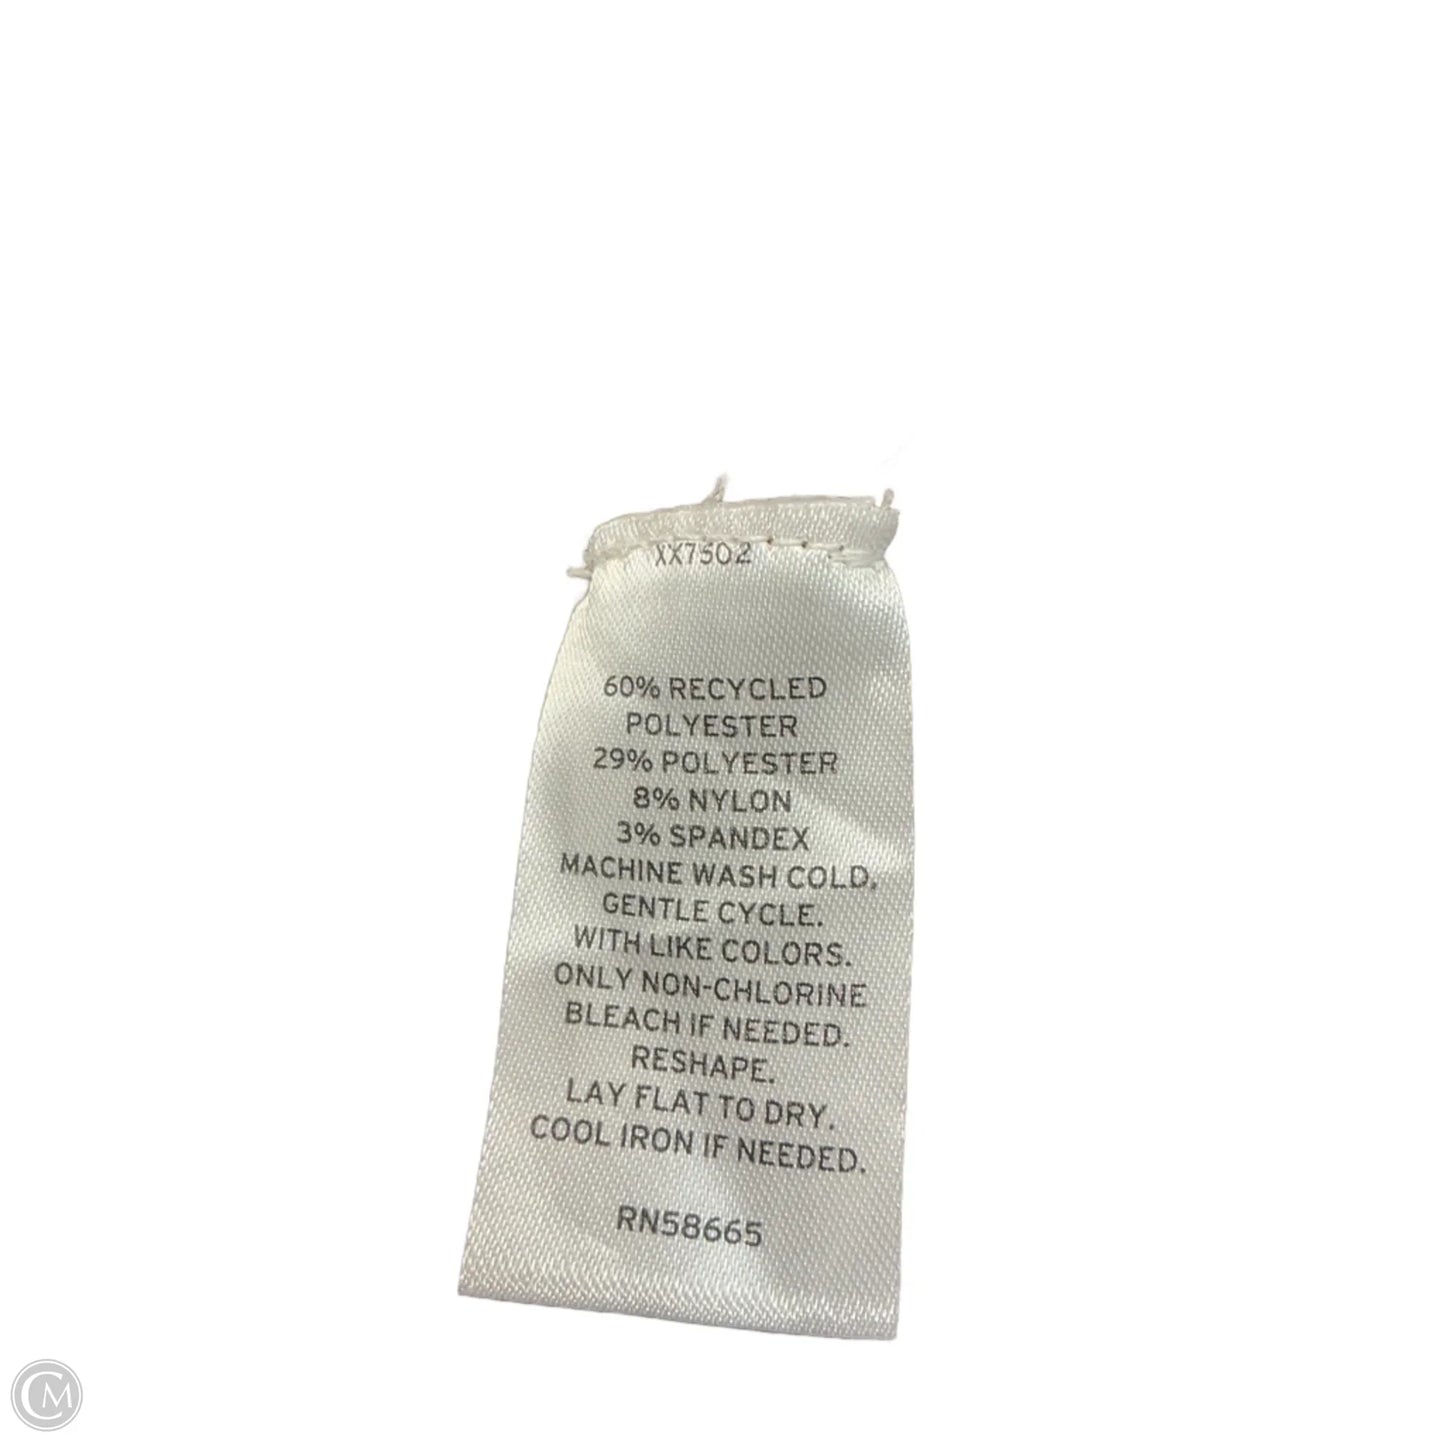 XX7502
60% RECYCLED
POLYESTER
29% POLYESTER
8% NYLON
3% SPANDEX
MACHINE WASH COLD.
GENTLE CYCLE.
WITH LIKE COLORS.
ONLY NON-CHLORINE
BLEACH IF NEEDED.
RESHAPE.
LAY FLAT TO DRY.
COOL IRON IF NEEDED.
RN58665
CM